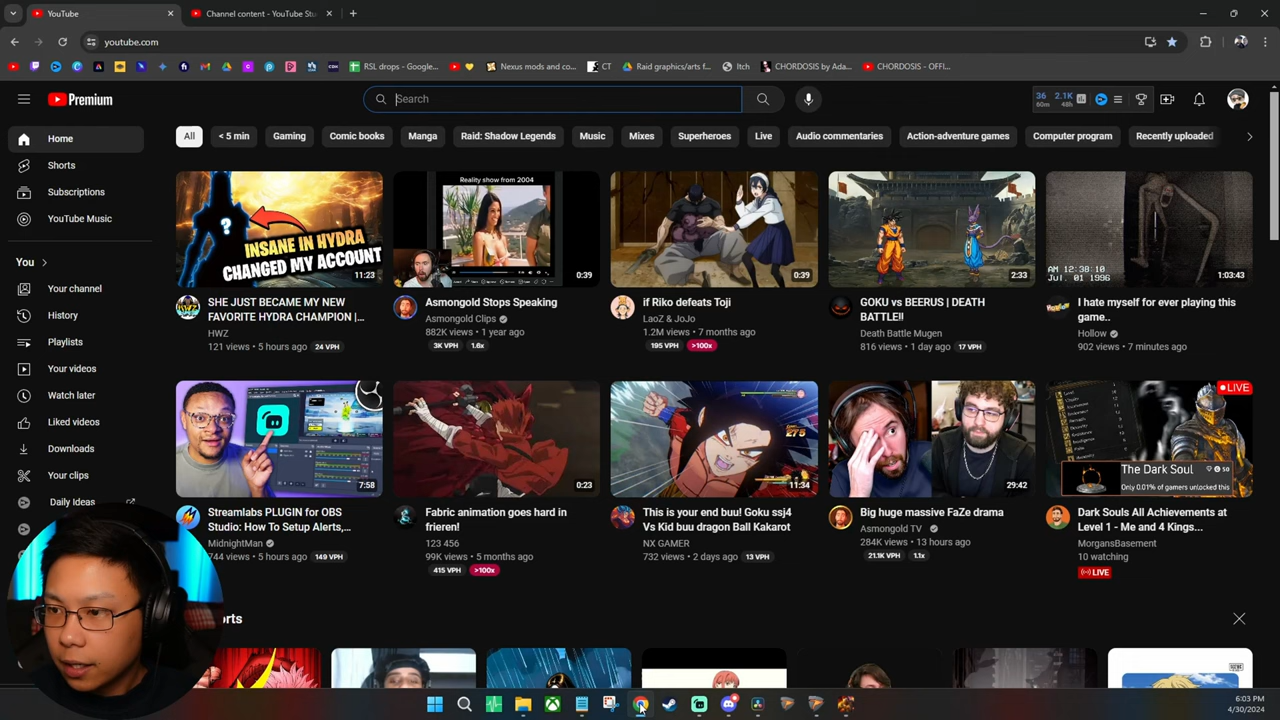 YouTube
Channel content - YouTube Stu
youtube.com
RSL drops - Google...
Nexus mods and co...
CT
Raid graphics/arts f...
Itch
CHORDOSIS by Ada...
CHORDOSIS - OFFI...
Premium
Search
36
60m
2.1K
48h
Home
Shorts
Subscriptions
YouTube Music
You
Your channel
History
Playlists
Your videos
Watch later
Liked videos
Downloads
Your clips
Daily Ideas
All
< 5 min
Gaming
Comic books
Manga
Raid: Shadow Legends
Music
Mixes
Superheroes
Live
Audio commentaries
Action-adventure games
Computer program
Recently uploaded
?
INSANE IN HYDRA
CHANGED MY ACCOUNT
11:23
SHE JUST BECAME MY NEW
FAVORITE HYDRA CHAMPION |...
HWZ
121 views • 5 hours ago 24 VPH
Reality show from 2004
0:39
Asmongold Stops Speaking
Asmongold Clips
882K views • 1 year ago
3K VPH 1.6x
0:39
if Riko defeats Toji
LaoZ & JoJo
1.2M views • 7 months ago
195 VPH >100x
2:33
GOKU vs BEERUS | DEATH
BATTLE!!
Death Battle Mugen
816 views • 1 day ago 17 VPH
AM 12:38:10
Jul. 01 1996
1:03:43
I hate myself for ever playing this
game..
Hollow
902 views • 7 minutes ago
7:58
Streamlabs PLUGIN for OBS
Studio: How To Setup Alerts,...
MidnightMan
744 views • 5 hours ago 149 VPH
0:23
Fabric animation goes hard in
frieren!
123 456
99K views • 5 months ago
415 VPH >100x
11:34
This is your end buu! Goku ssj4
Vs Kid buu dragon Ball Kakarot
NX GAMER
732 views • 2 days ago 13 VPH
29:42
Big huge massive FaZe drama
Asmongold TV
284K views • 13 hours ago
21.1K VPH 1.1x
LIVE
The Dark Soul
50
Only 0.01% of gamers unlocked this
Dark Souls All Achievements at
Level 1 - Me and 4 Kings...
MorgansBasement
10 watching
LIVE
orts
6:03 PM
4/30/2024